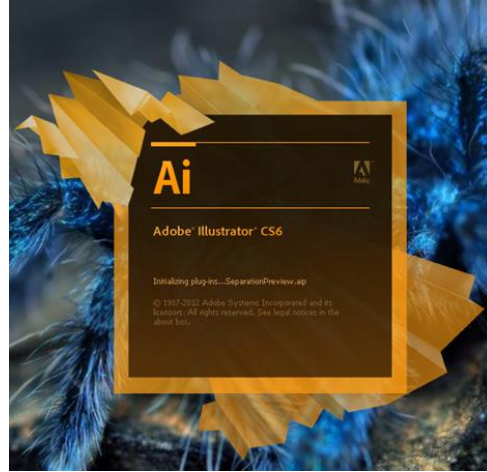 Ai
Adobe
Adobe® Illustrator® CS6
Initializing plug-ins...SeparationPreview.aip
© 1987-2012 Adobe Systems Incorporated and its
licensors. All rights reserved. See legal notices in the
about box.